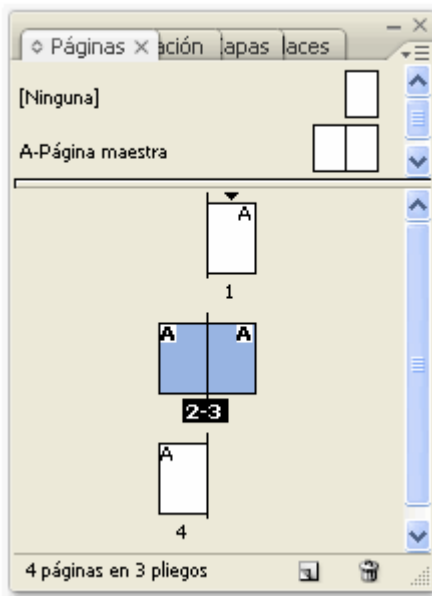 Páginas ación apas laces
[Ninguna]
A-Página maestra
A
1
A A
2-3
A
4
4 páginas en 3 pliegos